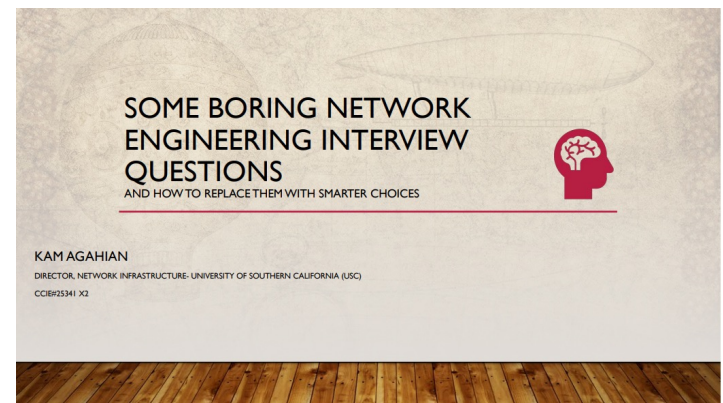 SOME BORING NETWORK
ENGINEERING INTERVIEW
QUESTIONS
AND HOW TO REPLACE THEM WITH SMARTER CHOICES
KAM AGAHIAN
DIRECTOR, NETWORK INFRASTRUCTURE- UNIVERSITY OF SOUTHERN CALIFORNIA (USC)
CCIE#25341 X2